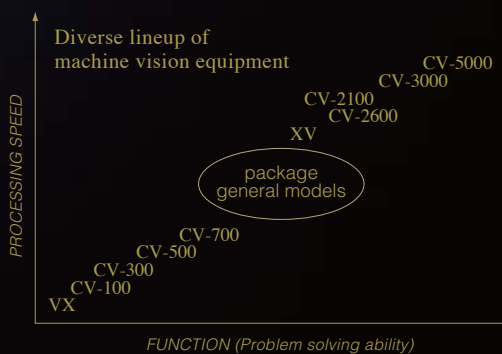 Diverse lineup of
machine vision equipment
CV-5000
CV-3000
CV-2100
CV-2600
XV
package
general models
CV-700
CV-500
CV-300
CV-100
VX
PROCESSING SPEED
FUNCTION (Problem solving ability)